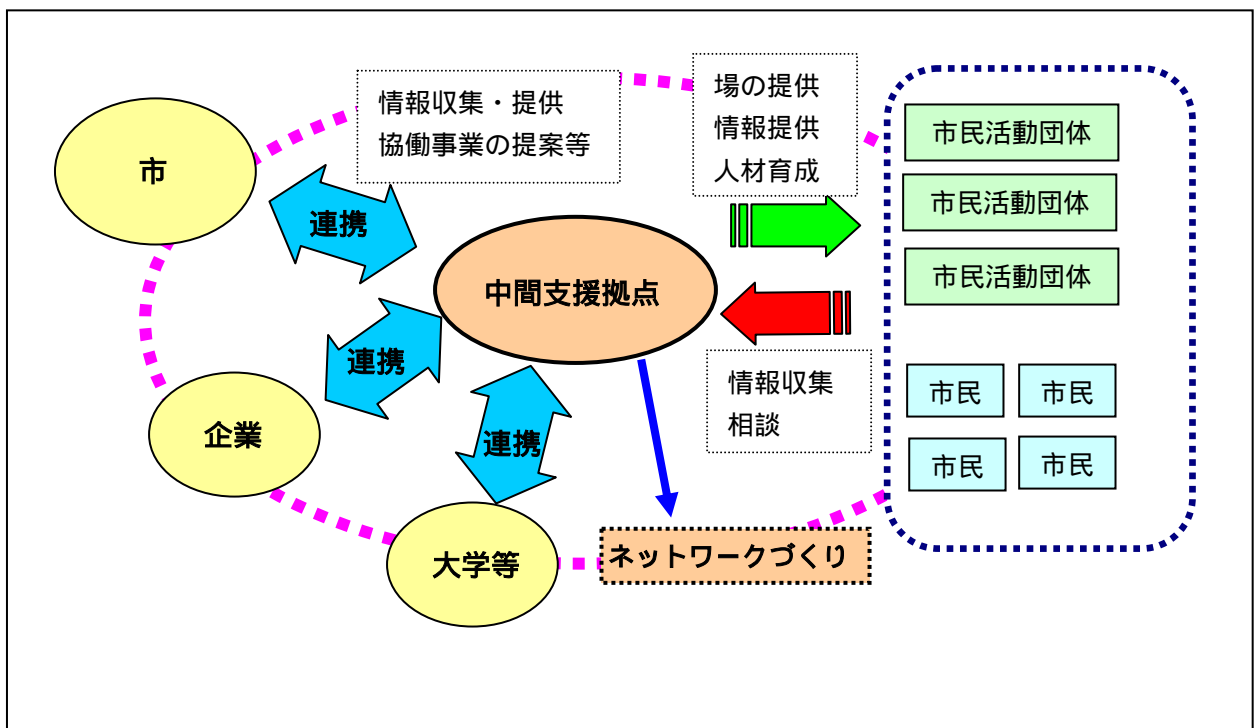 情報収集・提供
協働事業の提案等
場の提供
情報提供
人材育成
市
連携
中間支援拠点
連携
企業
連携
大学等
ネットワークづくり
情報収集
相談
市民活動団体
市民活動団体
市民活動団体
市民
市民
市民
市民